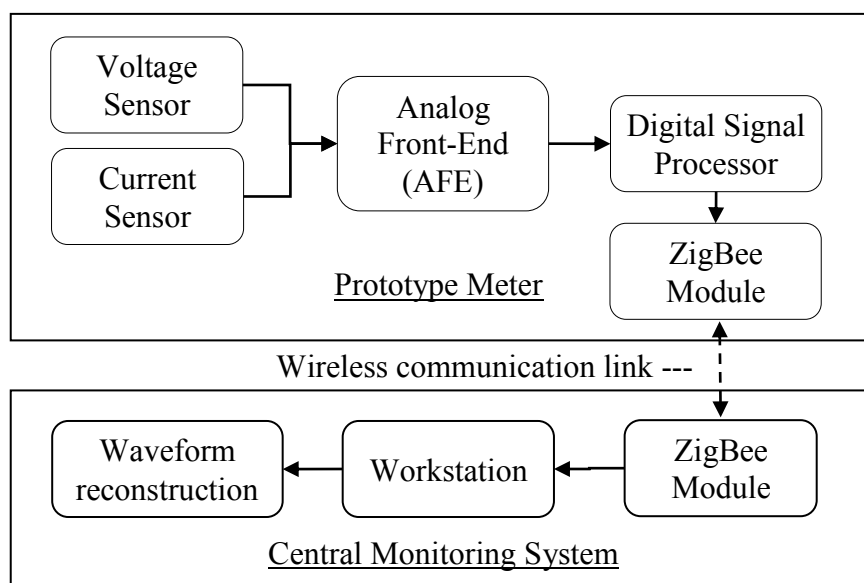 Voltage
Sensor
Current
Sensor
Analog
Front-End
(AFE)
Digital Signal
Processor
ZigBee
Module
Prototype Meter
Wireless communication link ---
Waveform
reconstruction
Workstation
ZigBee
Module
Central Monitoring System